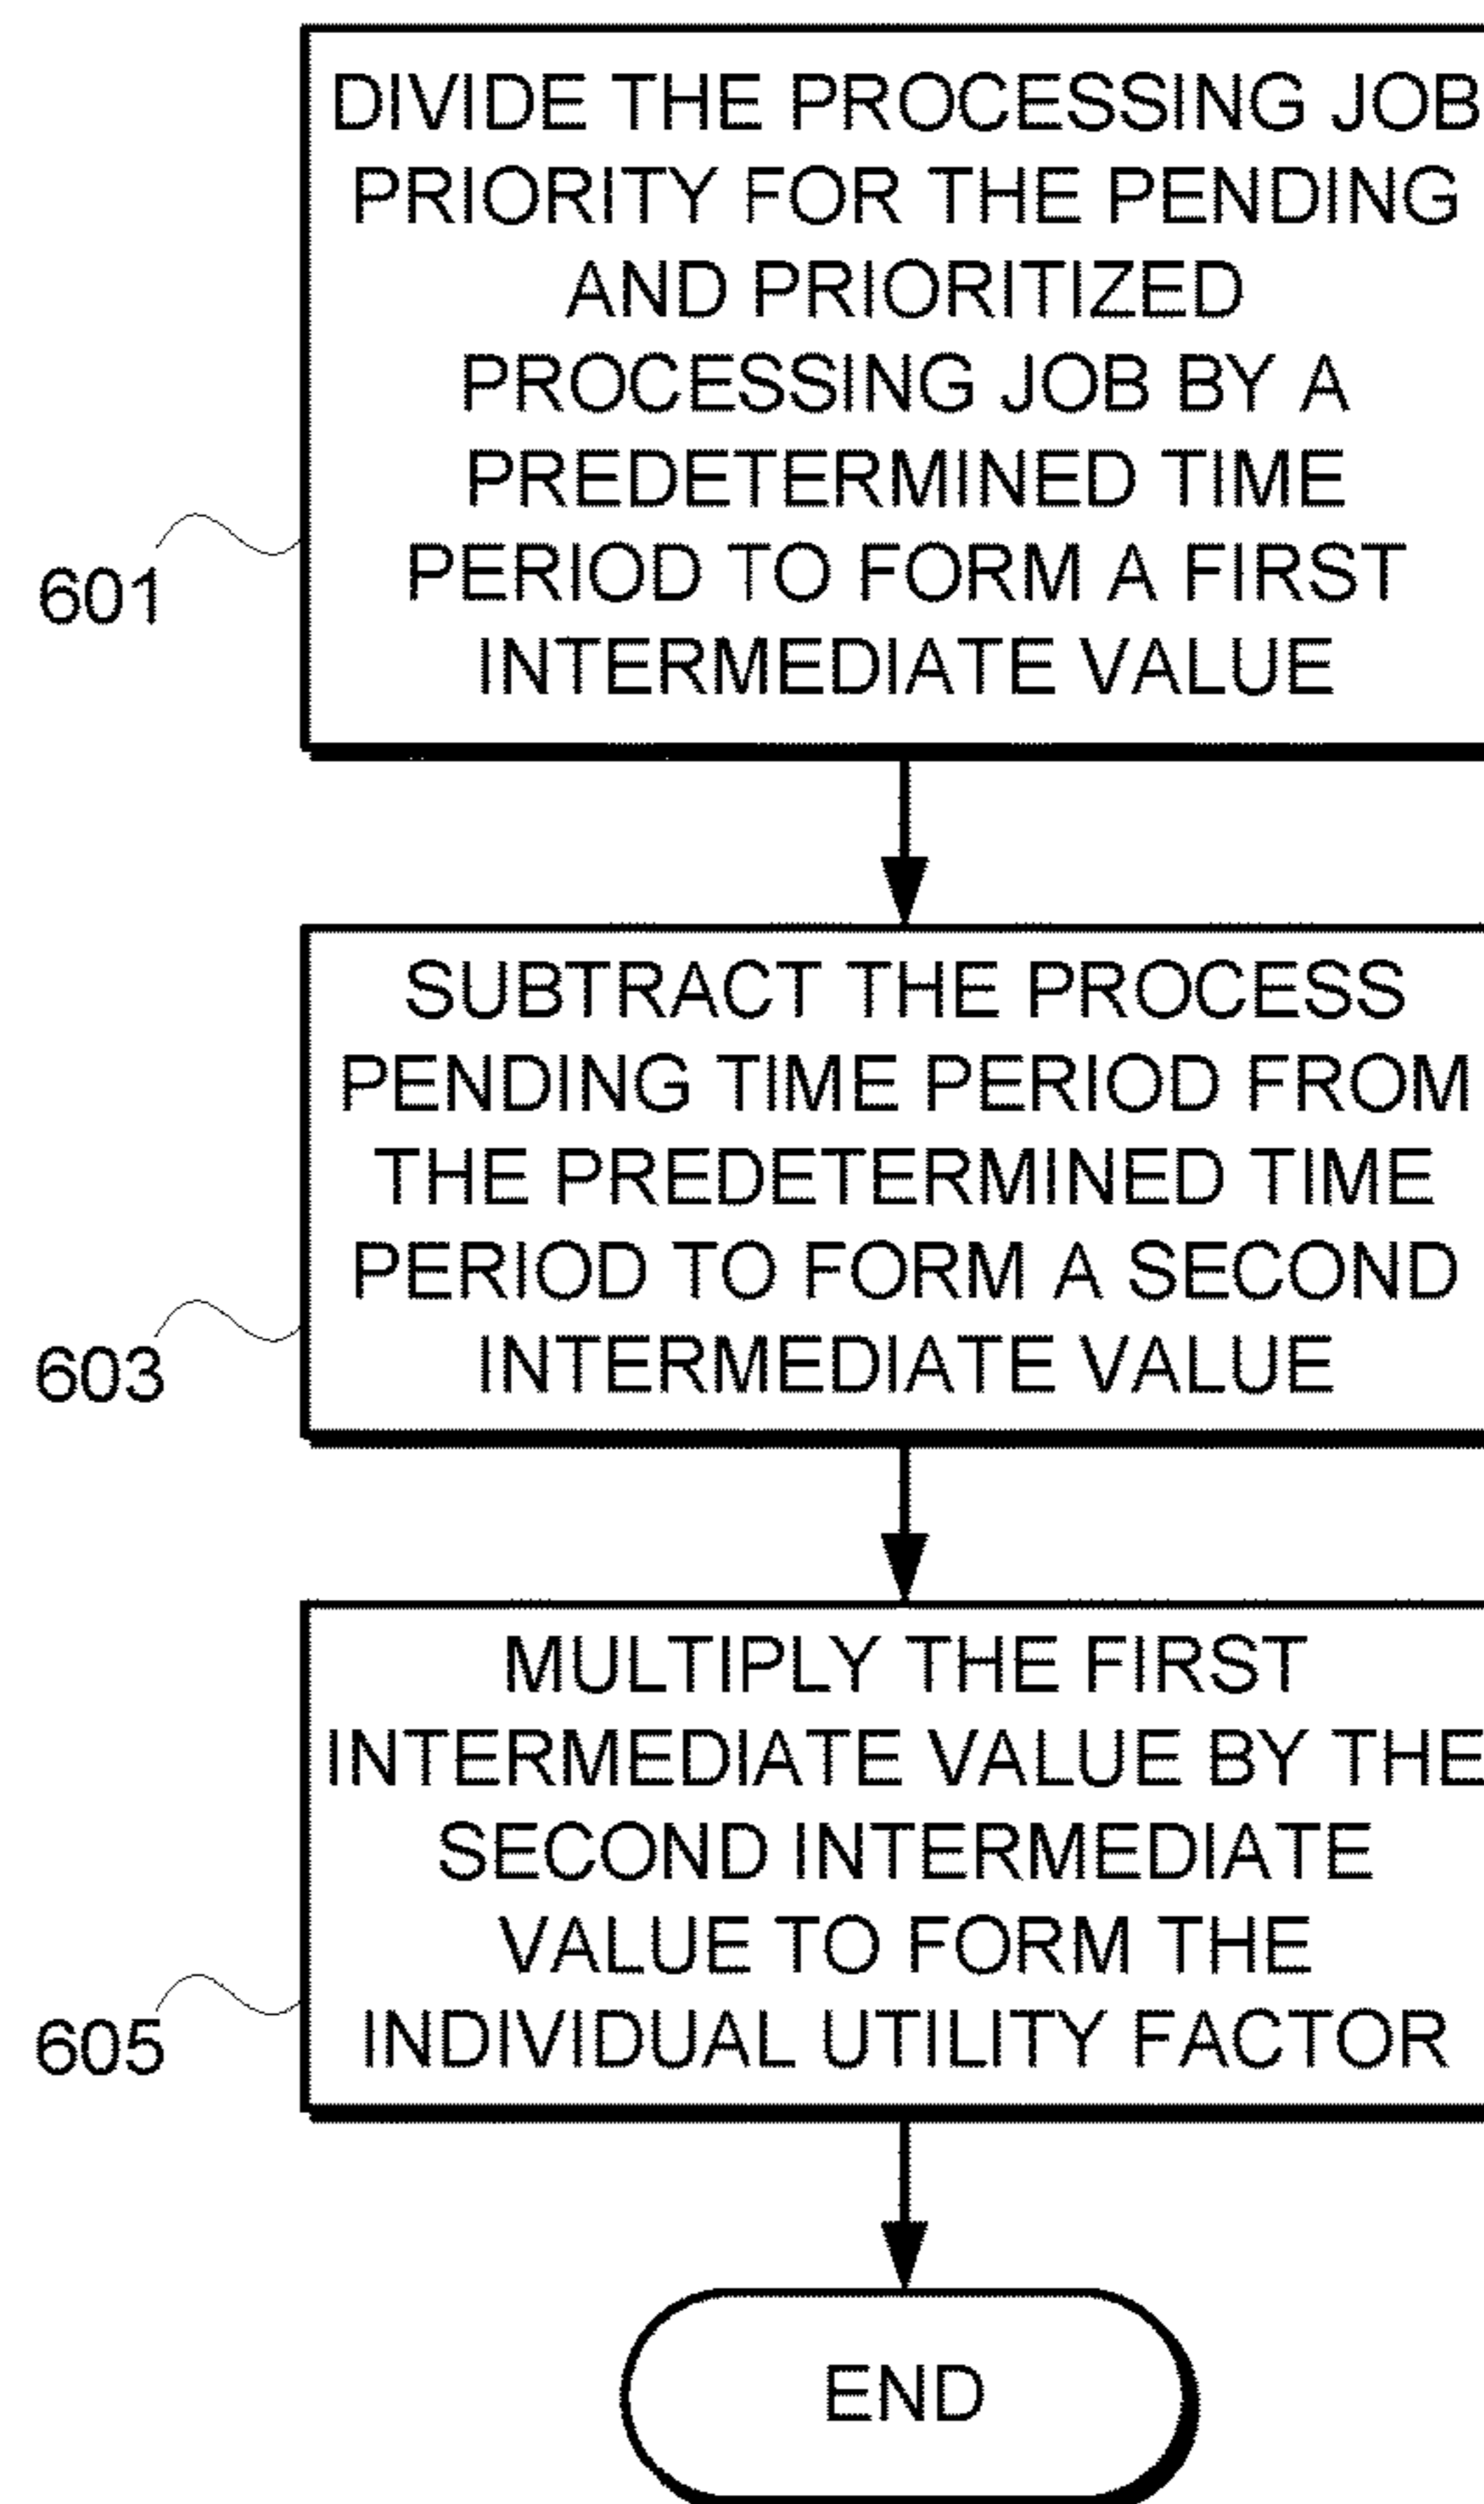 DIVIDE THE PROCESSING JOB
PRIORITY FOR THE PENDING
AND PRIORITIZED
PROCESSING JOB BY A
PREDETERMINED TIME
PERIOD TO FORM A FIRST
INTERMEDIATE VALUE
601
SUBTRACT THE PROCESS
PENDING TIME PERIOD FROM
THE PREDETERMINED TIME
PERIOD TO FORM A SECOND
INTERMEDIATE VALUE
603
MULTIPLY THE FIRST
INTERMEDIATE VALUE BY THE
SECOND INTERMEDIATE
VALUE TO FORM THE
INDIVIDUAL UTILITY FACTOR
605
END